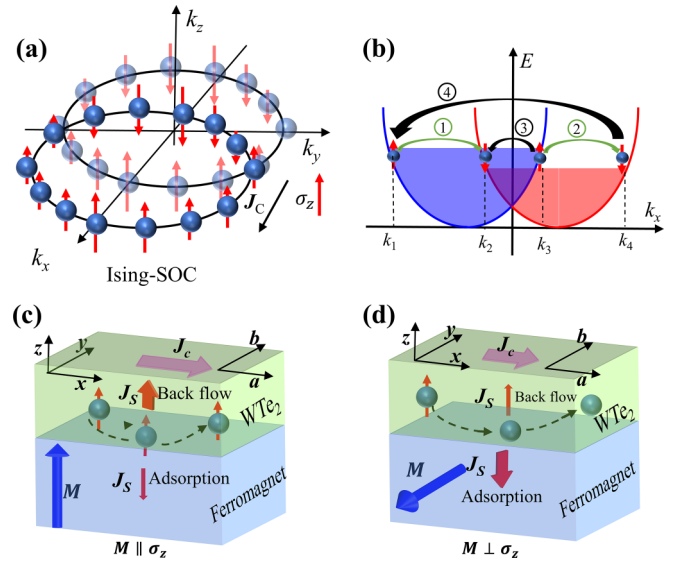 (a)
k_z
k_y
J_C
σ_z
k_x
Ising-SOC
(b)
E
④
①
③
②
k_x
k_1
k_2
k_3
k_4
(c)
z
y
x
J_c
b
a
J_S
Back flow
WTe_2
J_S
Adsorption
M
Ferromagnet
M ∥ σ_z
(d)
z
y
x
J_c
b
a
J_S
Back flow
WTe_2
M
J_S
Adsorption
Ferromagnet
M ⊥ σ_z